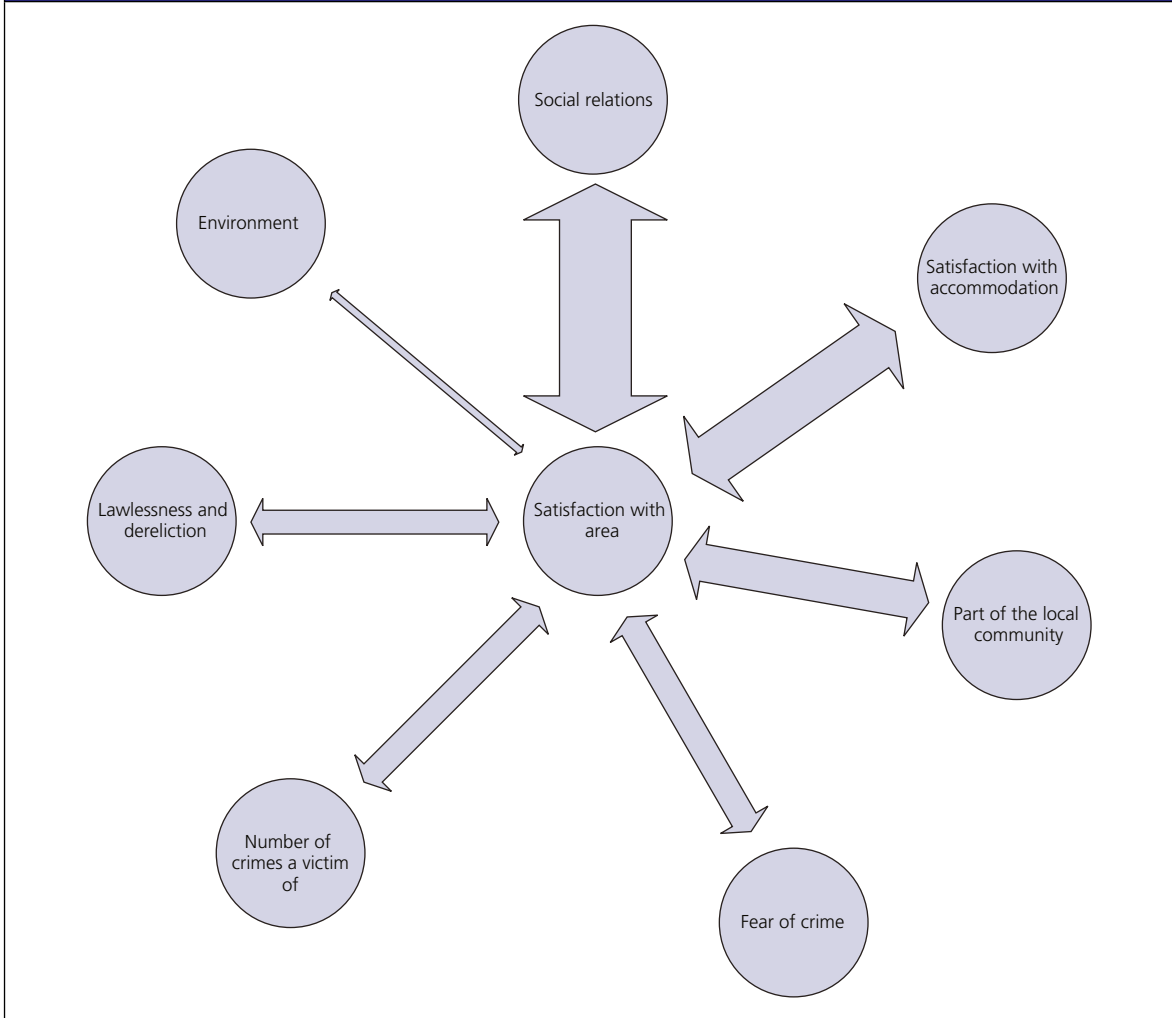 Social relations
Environment
Satisfaction with
accommodation
Lawlessness and
dereliction
Satisfaction with
area
Part of the local
community
Number of
crimes a victim
of
Fear of crime